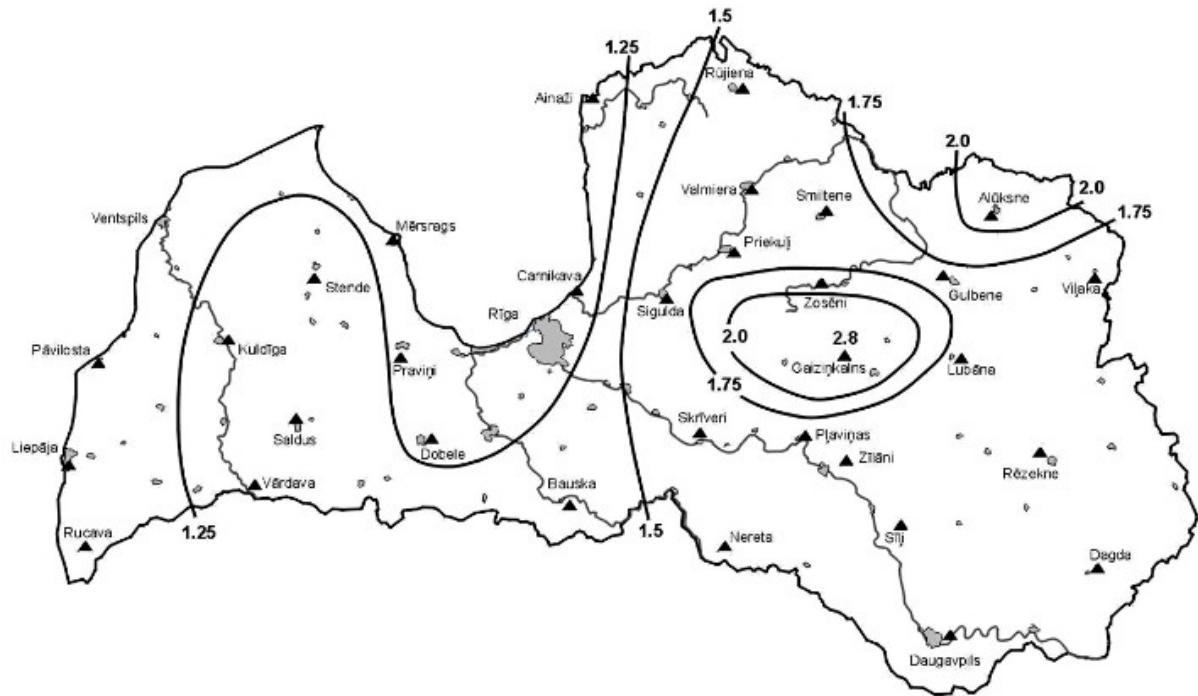 1.5
1.25
Rūjiena
Ainaži
1.75
2.0
Valmiera
Smiltene
2.0
Alūksne
Ventspils
1.75
Mērsrags
Priekuļi
Stende
Carnikava
Zosēni
Gulbene
Viļaka
Rīga
Sigulda
Kuldīga
2.0
2.8
Pāvilosta
Praviņi
Gaiziņkalns
Lubāna
1.75
Skrīveri
Saldus
Pļaviņas
Liepāja
Dobele
Zīlāni
Rēzekne
Vārdava
Bauska
1.25
1.5
Rucava
Nereta
Sīļi
Dagda
Daugavpils